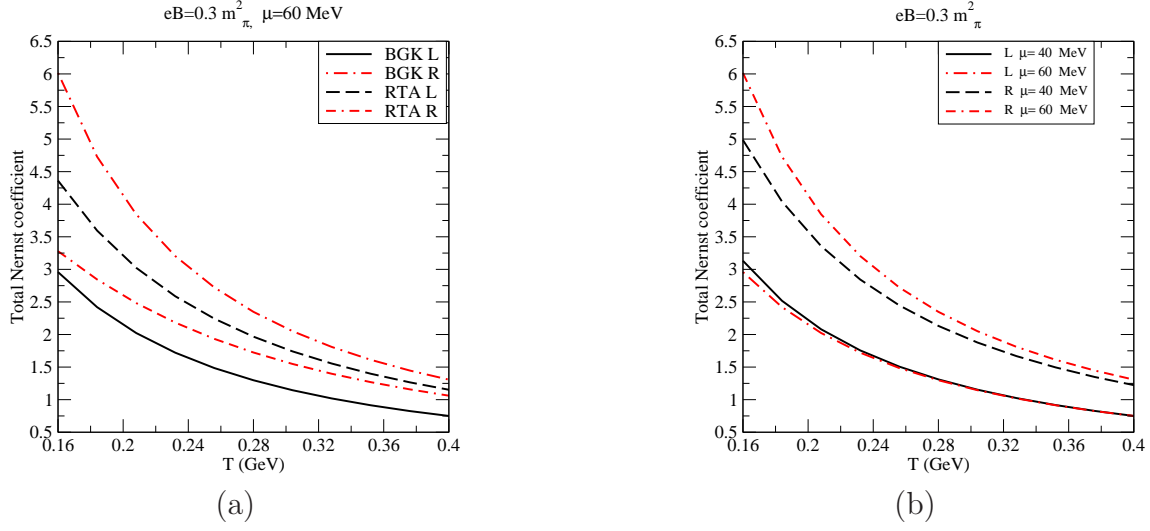 eB=0.3 m²π, μ=60 MeV
6.5
6
5.5
5
4.5
4
3.5
3
2.5
2
1.5
1
0.5
Total Nernst coefficient
BGK L
BGK R
RTA L
RTA R
0.16 0.2 0.24 0.28 0.32 0.36 0.4
T (GeV)
(a)
eB=0.3 m²π
6.5
6
5.5
5
4.5
4
3.5
3
2.5
2
1.5
1
0.5
Total Nernst coefficient
L μ= 40 MeV
L μ= 60 MeV
R μ= 40 MeV
R μ= 60 MeV
0.16 0.2 0.24 0.28 0.32 0.36 0.4
T (GeV)
(b)